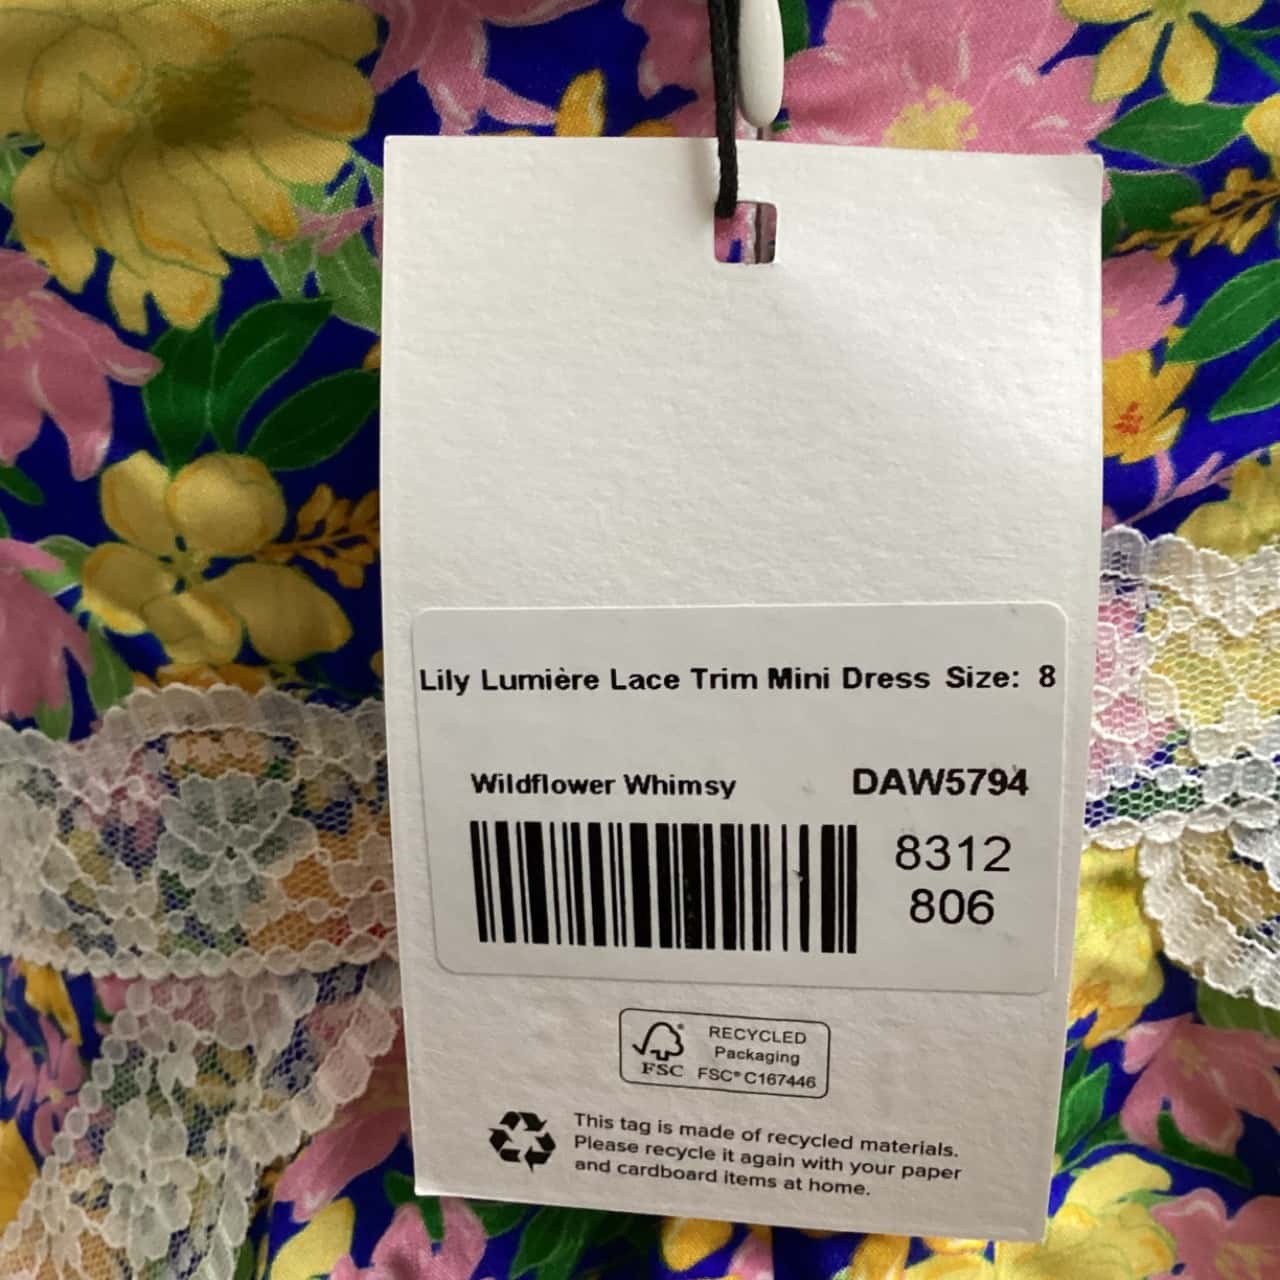 Lily Lumière Lace Trim Mini Dress Size: 8
Wildflower Whimsy DAW5794
8312
806
RECYCLED
Packaging
FSC FSC® C167446
This tag is made of recycled materials.
Please recycle it again with your paper
and cardboard items at home.